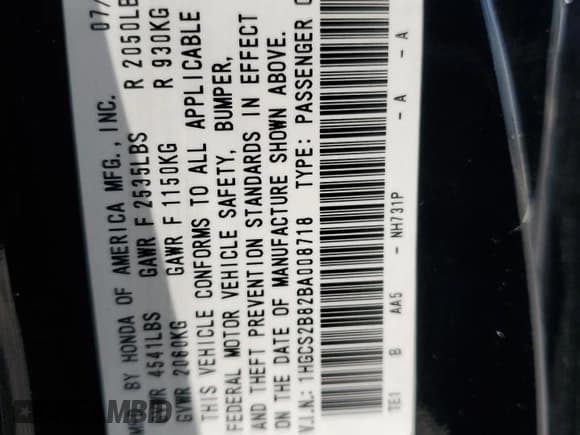 07/
MFD BY HONDA OF AMERICA MFG., INC.
GVWR 4541LBS GAWR F 2535LBS R 2050LB
GVWR 2060KG GAWR F 1150KG R 930KG
THIS VEHICLE CONFORMS TO ALL APPLICABLE
FEDERAL MOTOR VEHICLE SAFETY, BUMPER,
AND THEFT PREVENTION STANDARDS IN EFFECT
ON THE DATE OF MANUFACTURE SHOWN ABOVE.
V.I.N.: 1HGCS2B82BA008718 TYPE: PASSENGER C
TE1 B AA5 - NH731P - A - A